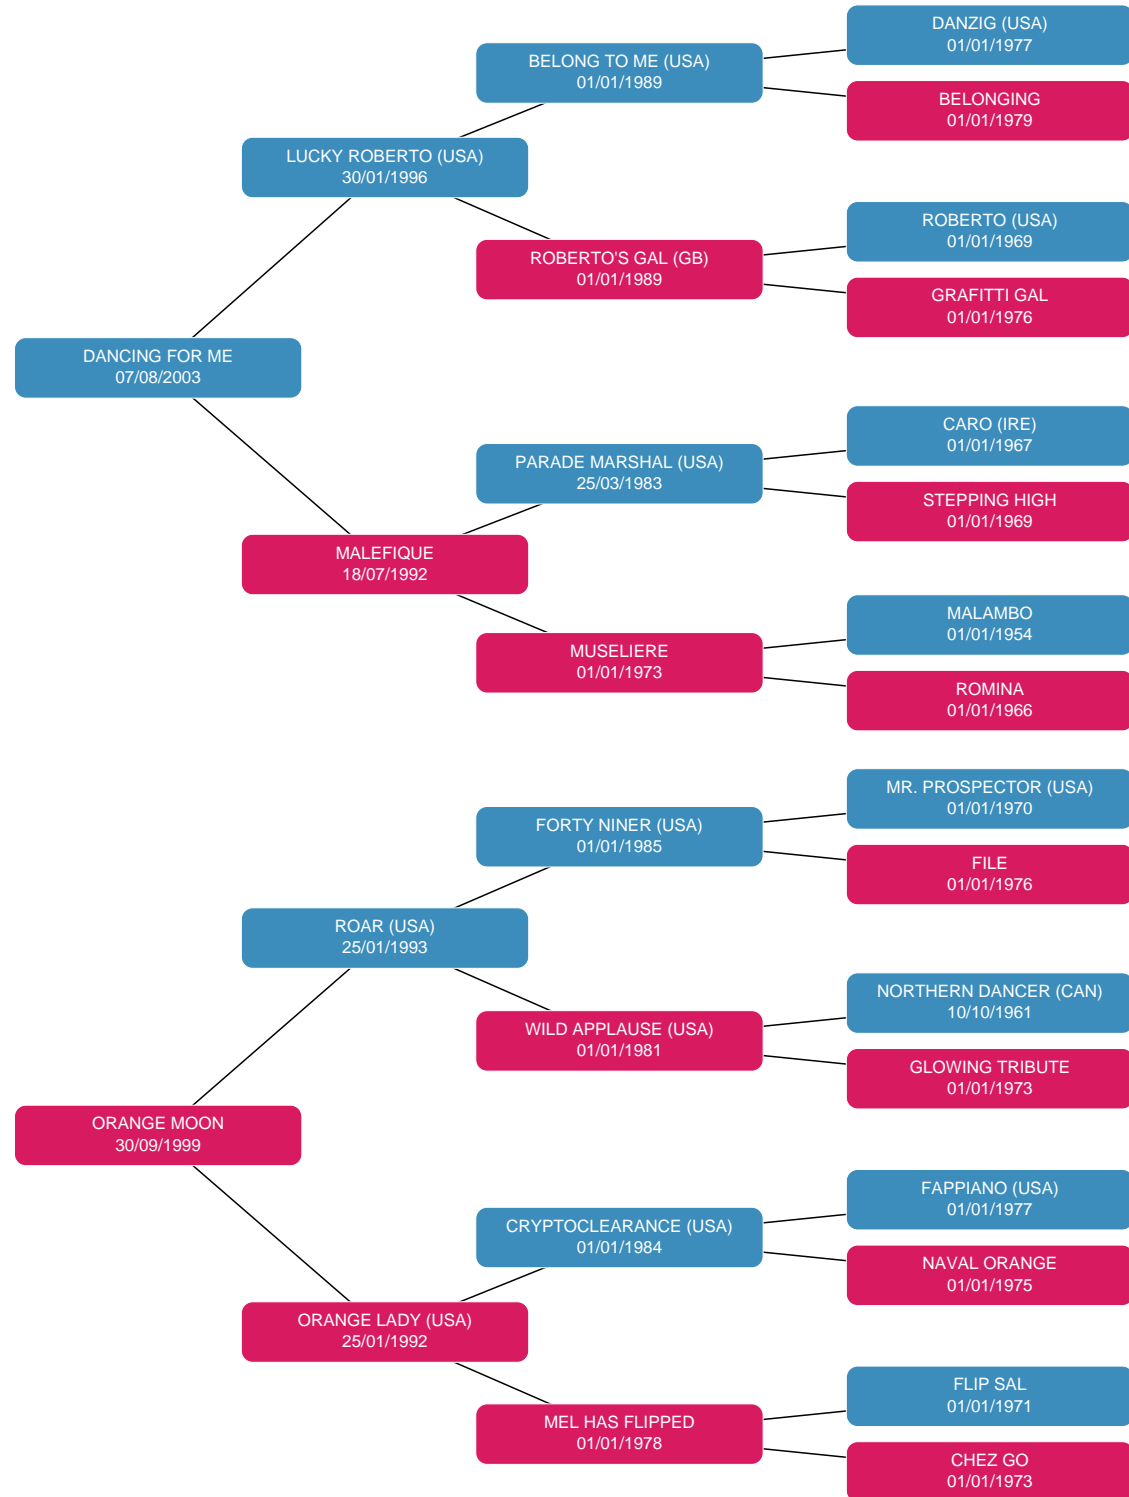 DANZIG (USA)
01/01/1977
BELONG TO ME (USA)
01/01/1989
BELONGING
01/01/1979
LUCKY ROBERTO (USA)
30/01/1996
ROBERTO (USA)
01/01/1969
ROBERTO'S GAL (GB)
01/01/1989
GRAFITTI GAL
01/01/1976
DANCING FOR ME
07/08/2003
CARO (IRE)
01/01/1967
PARADE MARSHAL (USA)
25/03/1983
STEPPING HIGH
01/01/1969
MALEFIQUE
18/07/1992
MALAMBO
01/01/1954
MUSELIERE
01/01/1973
ROMINA
01/01/1966
MR. PROSPECTOR (USA)
01/01/1970
FORTY NINER (USA)
01/01/1985
FILE
01/01/1976
ROAR (USA)
25/01/1993
NORTHERN DANCER (CAN)
10/10/1961
WILD APPLAUSE (USA)
01/01/1981
GLOWING TRIBUTE
01/01/1973
ORANGE MOON
30/09/1999
FAPPIANO (USA)
01/01/1977
CRYPTOCLEARANCE (USA)
01/01/1984
NAVAL ORANGE
01/01/1975
ORANGE LADY (USA)
25/01/1992
FLIP SAL
01/01/1971
MEL HAS FLIPPED
01/01/1978
CHEZ GO
01/01/1973